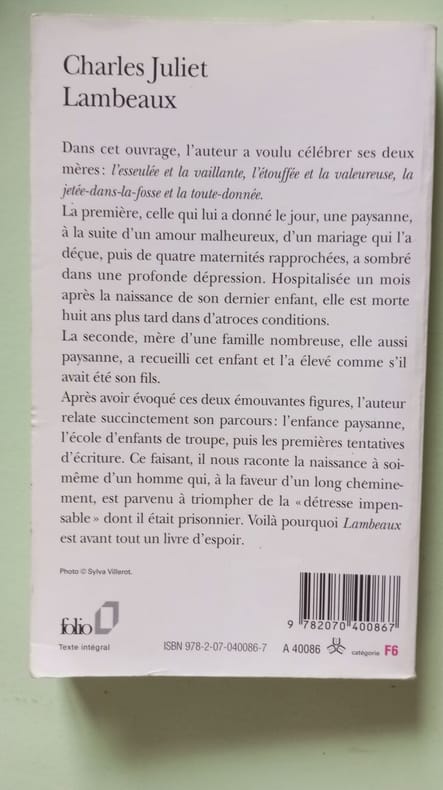 Charles Juliet
Lambeaux
Dans cet ouvrage, l'auteur a voulu célébrer ses deux
mères : l'esseulée et la vaillante, l'étouffée et la valeureuse, la
jetée-dans-la-fosse et la toute-donnée.
La première, celle qui lui a donné le jour, une paysanne,
à la suite d'un amour malheureux, d'un mariage qui l'a
déçue, puis de quatre maternités rapprochées, a sombré
dans une profonde dépression. Hospitalisée un mois
après la naissance de son dernier enfant, elle est morte
huit ans plus tard dans d'atroces conditions.
La seconde, mère d'une famille nombreuse, elle aussi
paysanne, a recueilli cet enfant et l'a élevé comme s'il
avait été son fils.
Après avoir évoqué ces deux émouvantes figures, l'auteur
relate succinctement son parcours : l'enfance paysanne,
l'école d'enfants de troupe, puis les premières tentatives
d'écriture. Ce faisant, il nous raconte la naissance à soi-
même d'un homme qui, à la faveur d'un long chemine-
ment, est parvenu à triompher de la « détresse impen-
sable » dont il était prisonnier. Voilà pourquoi Lambeaux
est avant tout un livre d'espoir.
Photo © Sylva Villerot.
9 782070 400867
folio
Texte intégral
ISBN 978-2-07-040086-7 A 40086 catégorie F6